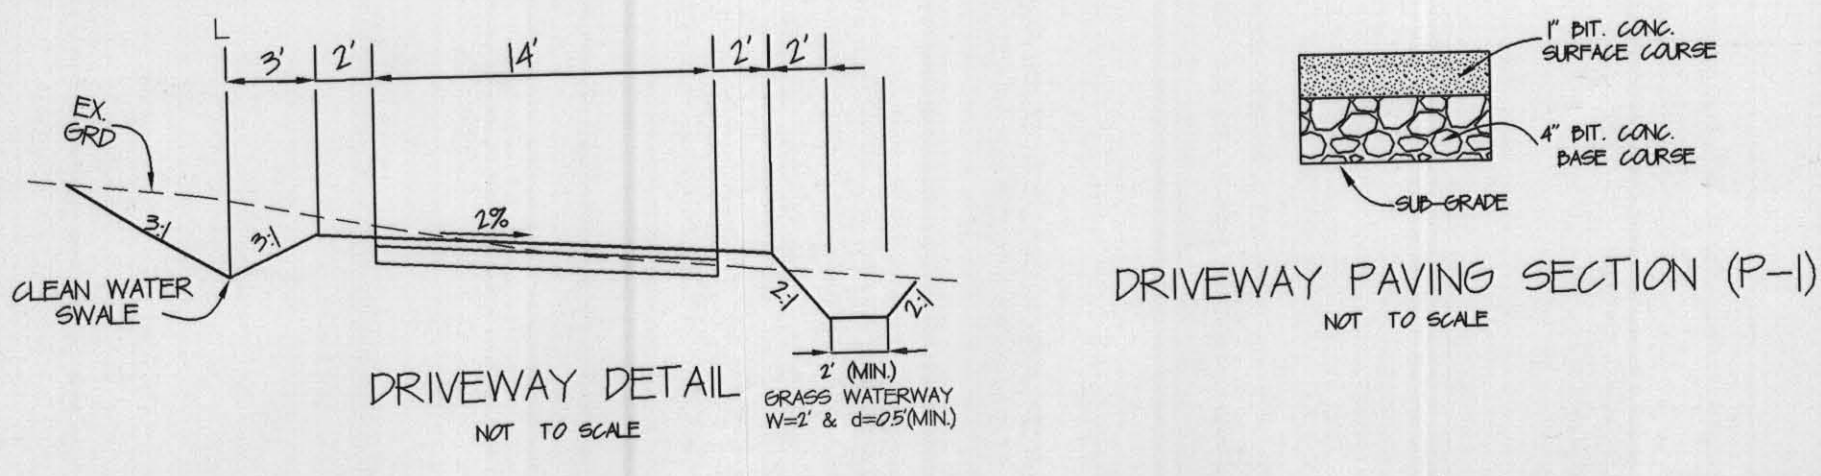 L
3'
2'
14'
2'
2'
EX.
GRD
3:1
3:1
2%
CLEAN WATER
SWALE
2:1
2:1
2' (MIN.)
GRASS WATERWAY
W=2' & d=0.5'(MIN.)
DRIVEWAY DETAIL
NOT TO SCALE
1" BIT. CONC.
SURFACE COURSE
4" BIT. CONC.
BASE COURSE
SUB-GRADE
DRIVEWAY PAVING SECTION (P-1)
NOT TO SCALE